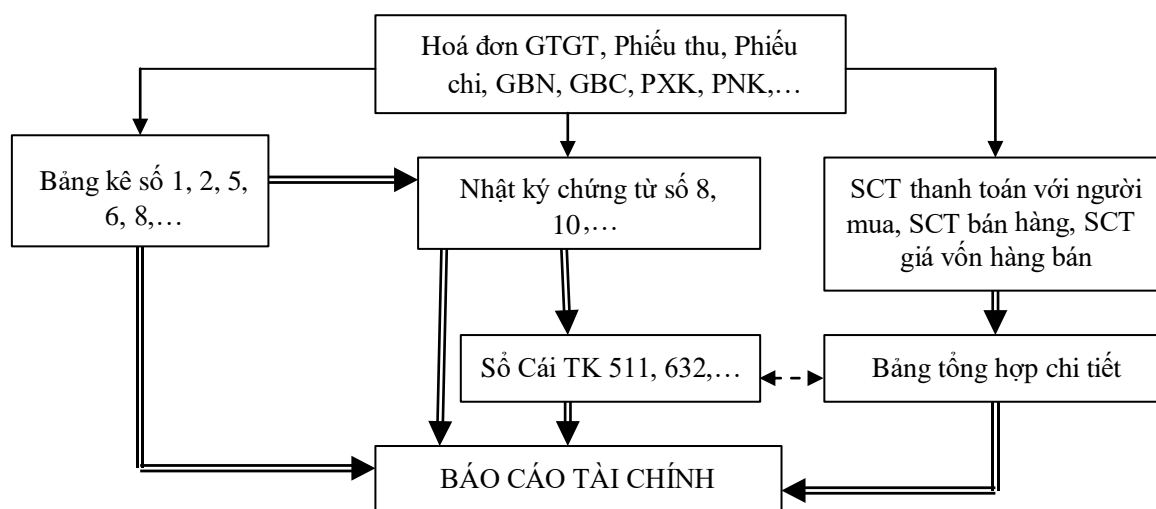 Hoá đơn GTGT, Phiếu thu, Phiếu
chi, GBN, GBC, PXK, PNK,…
Bảng kê số 1, 2, 5,
6, 8,…
Nhật ký chứng từ số 8,
10,…
SCT thanh toán với người
mua, SCT bán hàng, SCT
giá vốn hàng bán
Sổ Cái TK 511, 632,…
Bảng tổng hợp chi tiết
BÁO CÁO TÀI CHÍNH